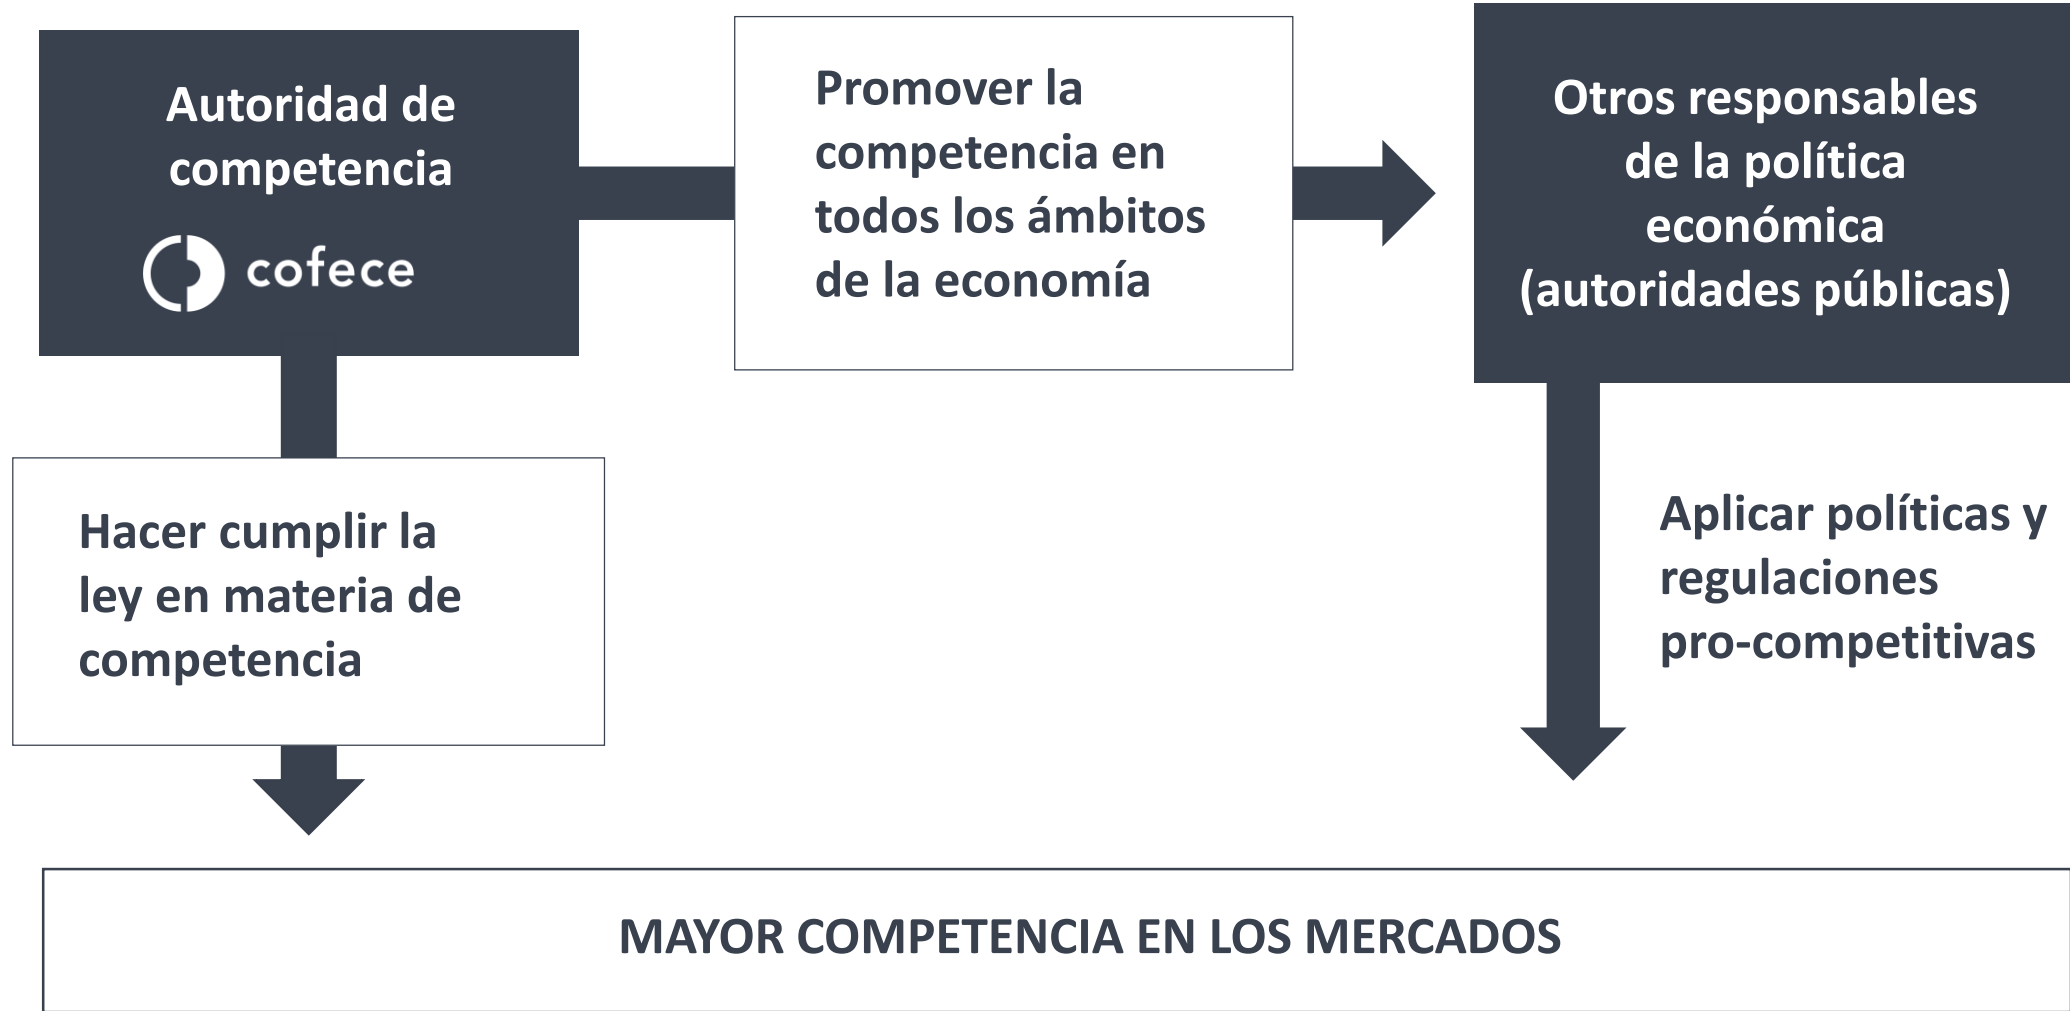 Autoridad de
competencia
cofece
Promover la
competencia en
todos los ámbitos
de la economía
Otros responsables
de la política
económica
(autoridades públicas)
Hacer cumplir la
ley en materia de
competencia
Aplicar políticas y
regulaciones
pro-competitivas
MAYOR COMPETENCIA EN LOS MERCADOS